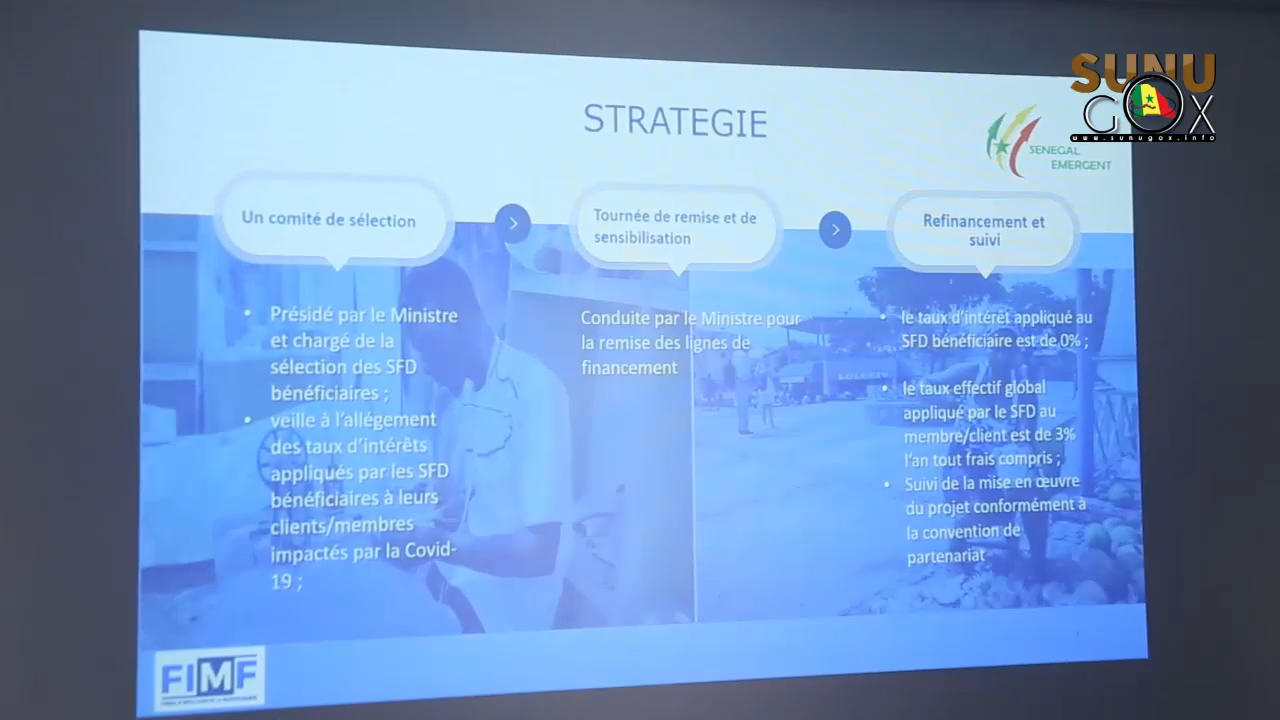 SUNU
GOX
www.sunugox.info
STRATEGIE
SENEGAL
EMERGENT
Un comité de sélection
Tournée de remise et de
sensibilisation
Refinancement et
suivi
• Présidé par le Ministre
et chargé de la
sélection des SFD
bénéficiaires ;
• veille à l'allégement
des taux d'intérêts
appliqués par les SFD
bénéficiaires à leurs
clients/membres
impactés par la Covid-
19 ;
Conduite par le Ministre pour
la remise des lignes de
financement
• le taux d'intérêt appliqué au
SFD bénéficiaire est de 0% ;
• le taux effectif global
appliqué par le SFD au
membre/client est de 3%
l'an tout frais compris ;
• Suivi de la mise en œuvre
du projet conformément à
la convention de
partenariat
FIMF